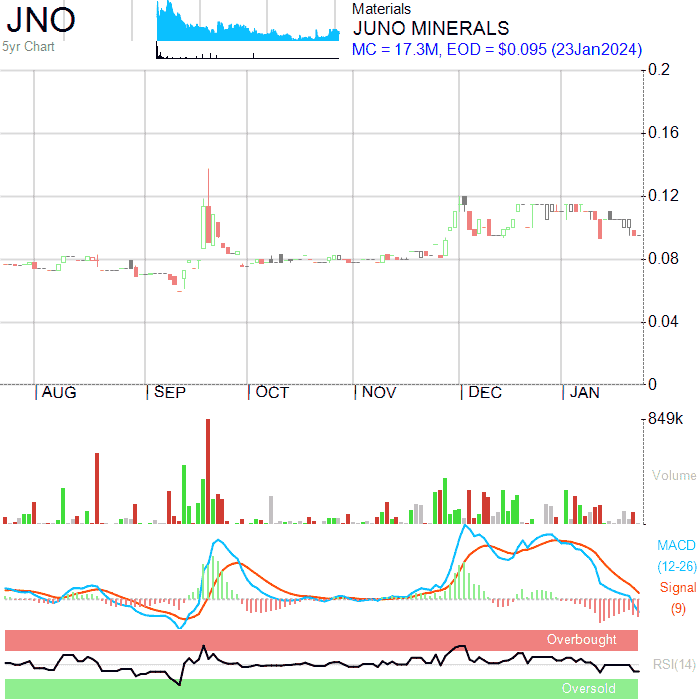 JNO
5yr Chart
Materials
JUNO MINERALS
MC = 17.3M, EOD = $0.095 (23Jan2024)
0.2
0.16
0.12
0.08
0.04
0
AUG SEP OCT NOV DEC JAN
849k
Volume
MACD
(12-26)
Signal
(9)
Overbought
RSI(14)
Oversold